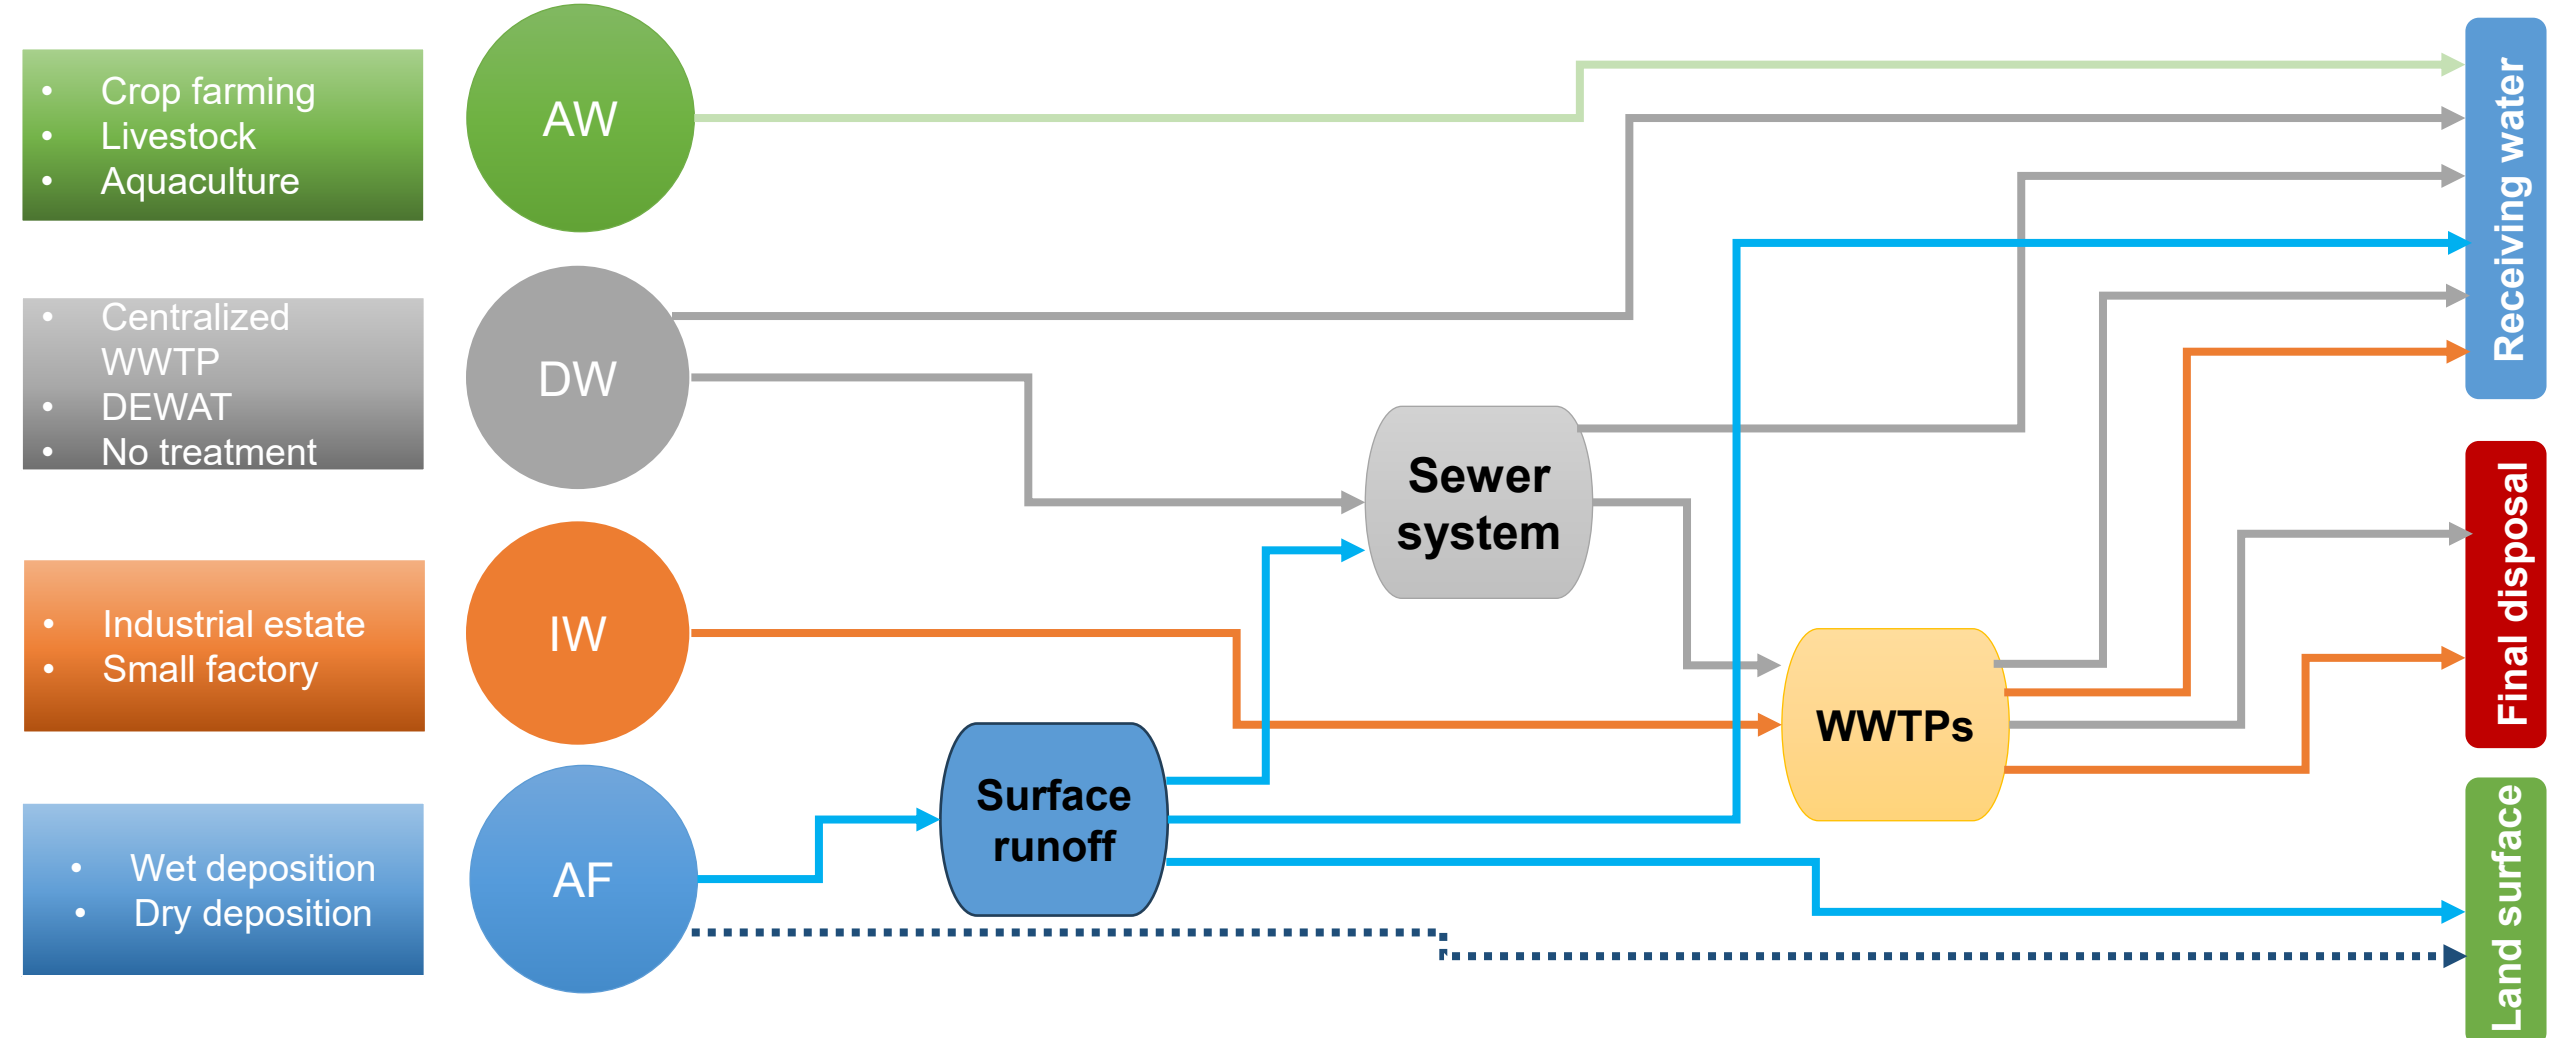 • Crop farming
• Livestock
• Aquaculture
AW
• Centralized
WWTP
• DEWAT
• No treatment
DW
• Industrial estate
• Small factory
IW
• Wet deposition
• Dry deposition
AF
Surface
runoff
Sewer
system
WWTPs
Receiving water
Final disposal
Land surface